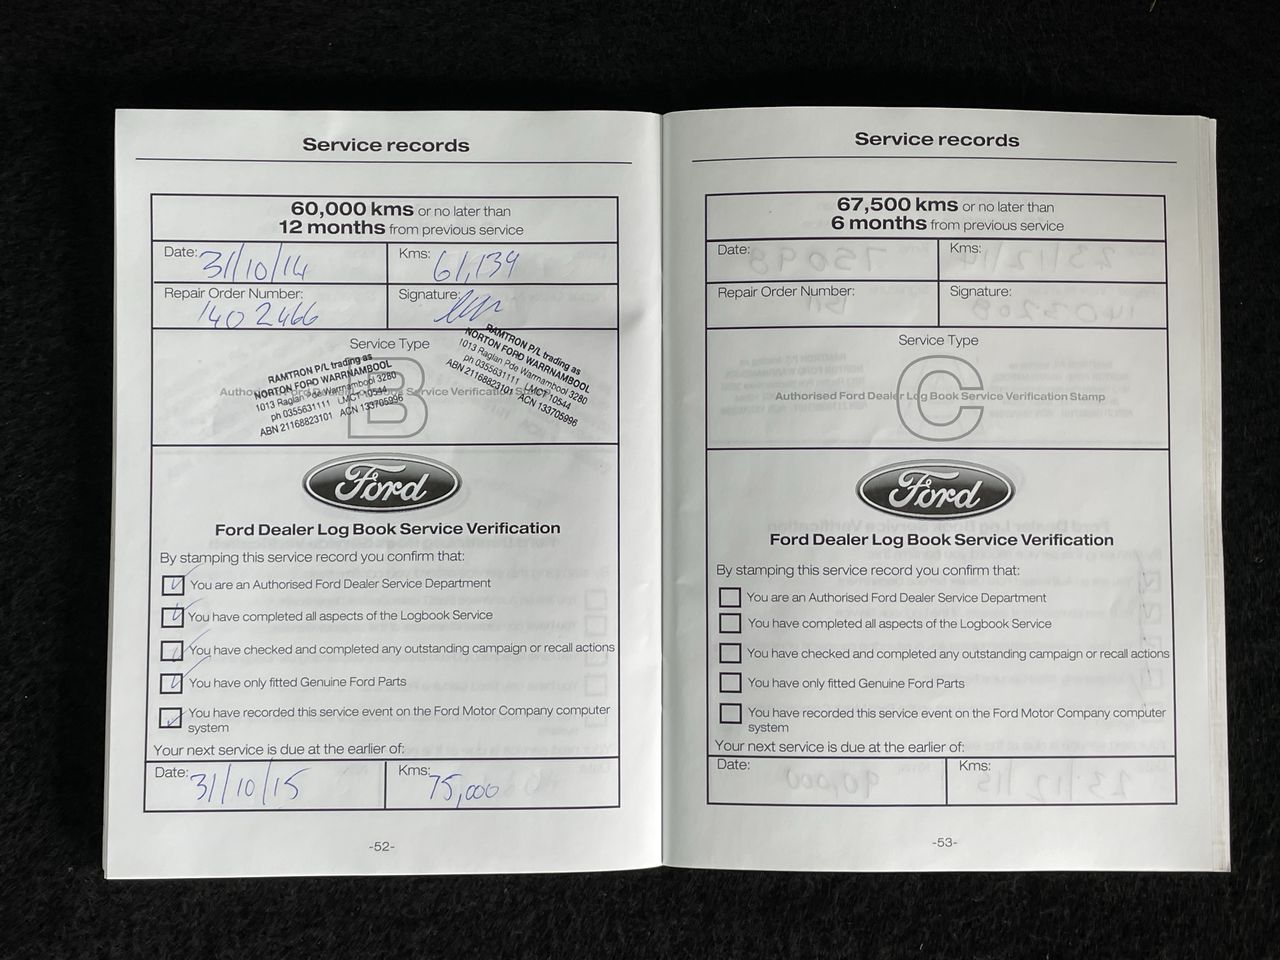 Service records
60,000 kms or no later than
12 months from previous service
Date: 31/10/14
Kms: 61,139
Repair Order Number: 1402466
Signature:
Service Type
B
Authorised Ford Dealer Log Book Service Verification Stamp
RAMTRON P/L trading as
NORTON FORD WARRNAMBOOL
1013 Raglan Pde Warrnambool 3280
ph 0355631111 LMCT 10544
ABN 21168823101 ACN 133705996
RAMTRON P/L trading as
NORTON FORD WARRNAMBOOL
1013 Raglan Pde Warrnambool 3280
ph 0355631111 LMCT 10544
ABN 21168823101 ACN 133705996
Ford
Ford Dealer Log Book Service Verification
By stamping this service record you confirm that:
You are an Authorised Ford Dealer Service Department
You have completed all aspects of the Logbook Service
You have checked and completed any outstanding campaign or recall actions
You have only fitted Genuine Ford Parts
You have recorded this service event on the Ford Motor Company computer
system
Your next service is due at the earlier of:
Date: 31/10/15
Kms: 75,000
-52-
Service records
67,500 kms or no later than
6 months from previous service
Date:
Kms:
Repair Order Number:
Signature:
Service Type
C
Authorised Ford Dealer Log Book Service Verification Stamp
Ford
Ford Dealer Log Book Service Verification
By stamping this service record you confirm that:
You are an Authorised Ford Dealer Service Department
You have completed all aspects of the Logbook Service
You have checked and completed any outstanding campaign or recall actions
You have only fitted Genuine Ford Parts
You have recorded this service event on the Ford Motor Company computer
system
Your next service is due at the earlier of:
Date:
Kms:
-53-